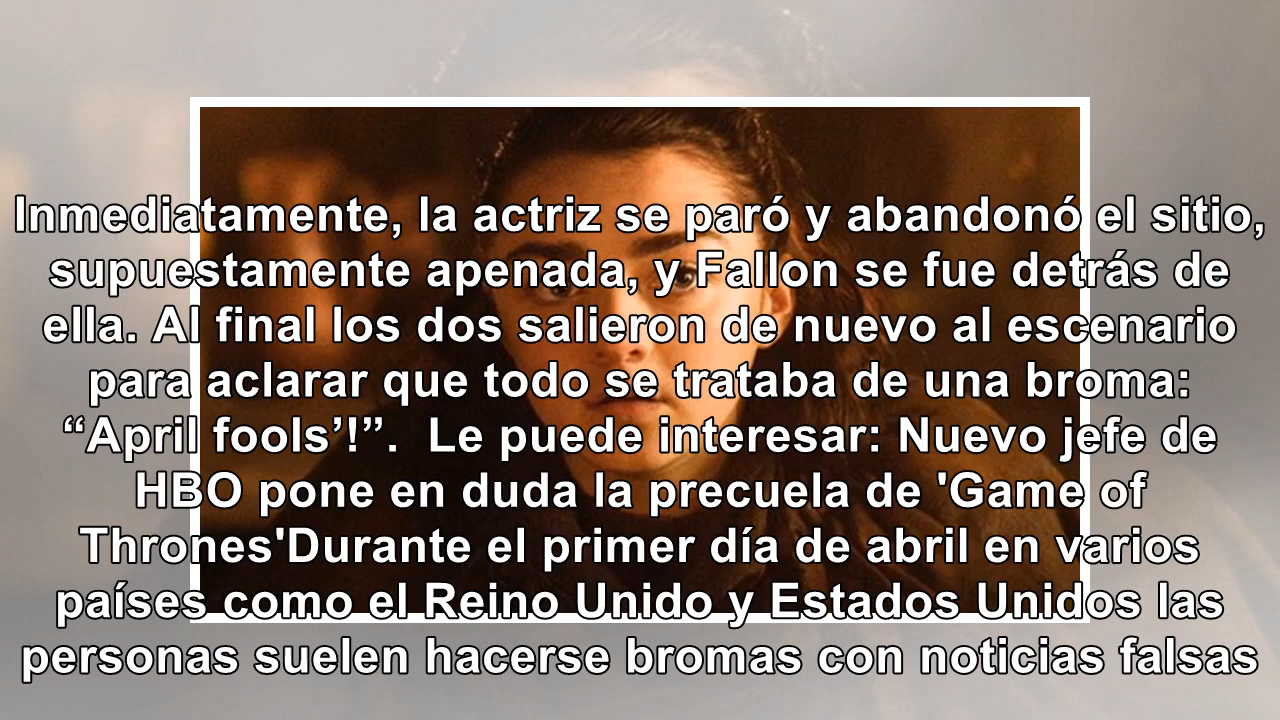 Inmediatamente, la actriz se paró y abandonó el sitio,
supuestamente apenada, y Fallon se fue detrás de
ella. Al final los dos salieron de nuevo al escenario
para aclarar que todo se trataba de una broma:
“April fools’!”.  Le puede interesar: Nuevo jefe de
HBO pone en duda la precuela de 'Game of
Thrones'Durante el primer día de abril en varios
países como el Reino Unido y Estados Unidos las
personas suelen hacerse bromas con noticias falsas